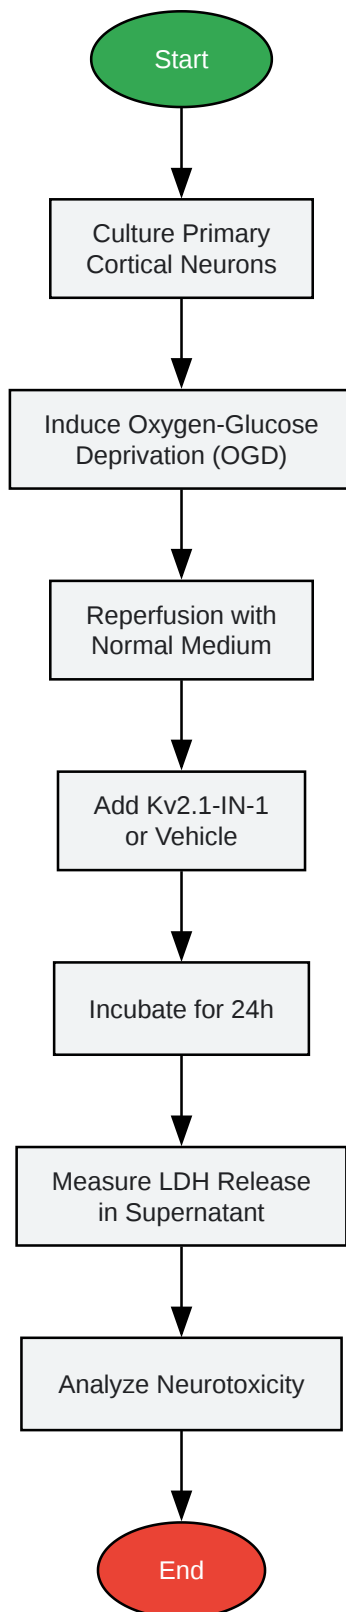 Start
Culture Primary
Cortical Neurons
Induce Oxygen-Glucose
Deprivation (OGD)
Reperfusion with
Normal Medium
Add Kv2.1-IN-1
or Vehicle
Incubate for 24h
Measure LDH Release
in Supernatant
Analyze Neurotoxicity
End